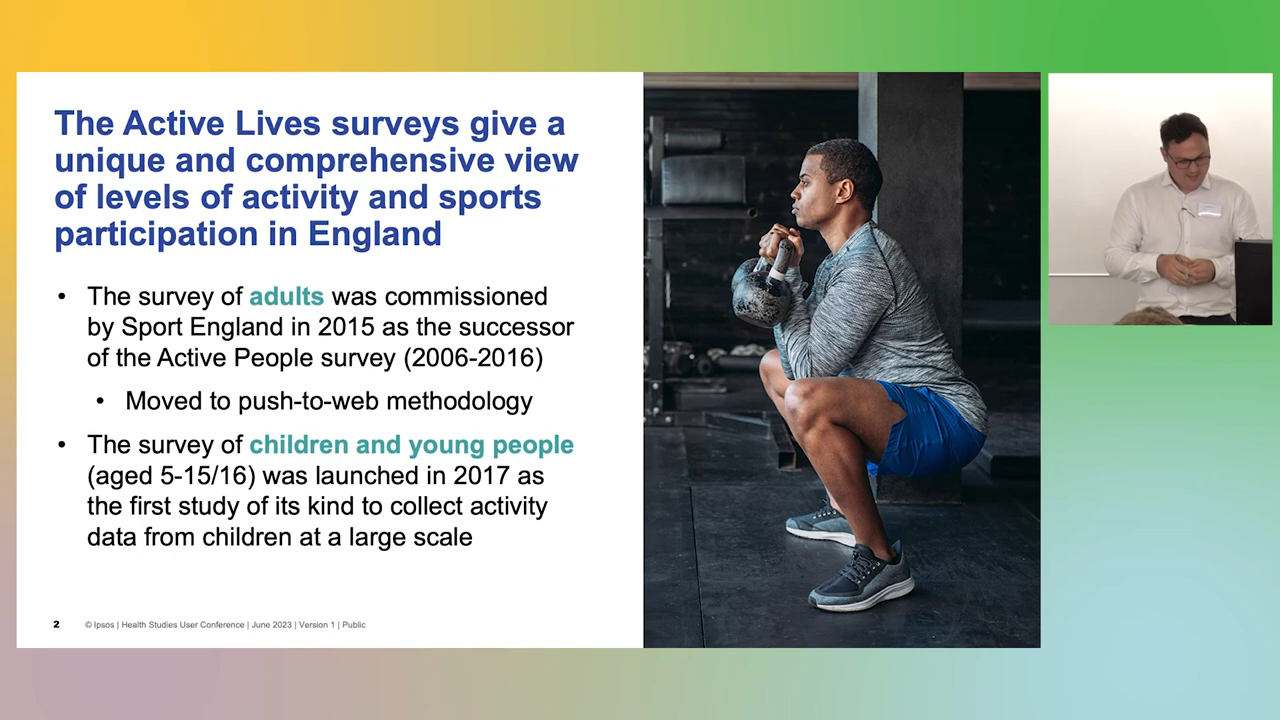 The Active Lives surveys give a
unique and comprehensive view
of levels of activity and sports
participation in England
• The survey of adults was commissioned
by Sport England in 2015 as the successor
of the Active People survey (2006-2016)
• Moved to push-to-web methodology
• The survey of children and young people
(aged 5-15/16) was launched in 2017 as
the first study of its kind to collect activity
data from children at a large scale
2 © Ipsos | Health Studies User Conference | June 2023 | Version 1 | Public